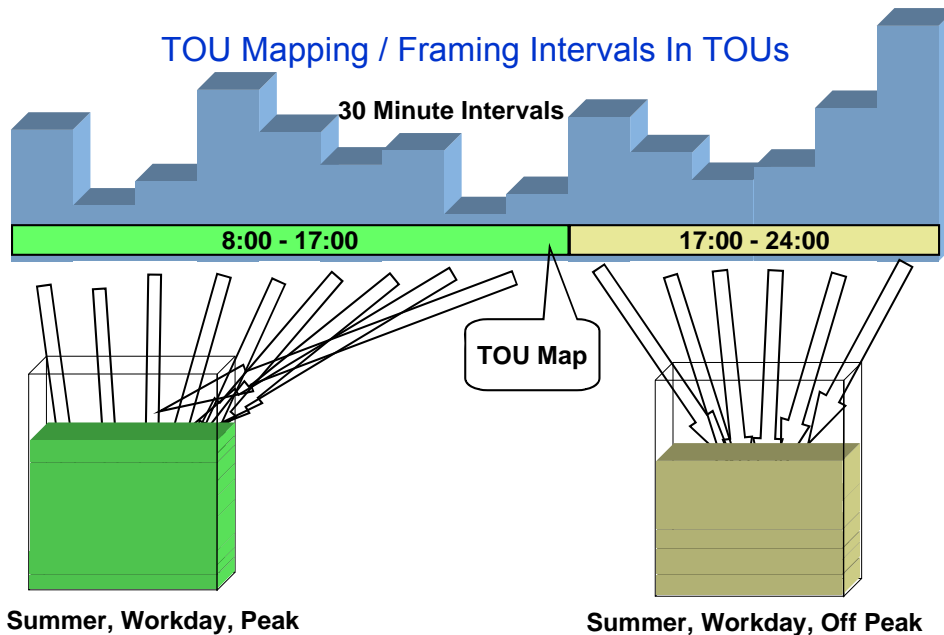 TOU Mapping / Framing Intervals In TOUs
30 Minute Intervals
8:00 - 17:00
17:00 - 24:00
TOU Map
Summer, Workday, Peak
Summer, Workday, Off Peak